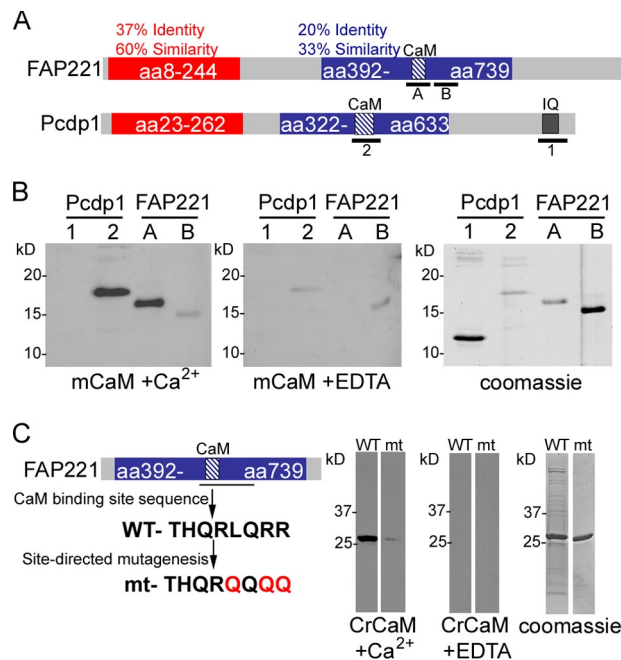 A
37% Identity
60% Similarity
20% Identity
33% Similarity
CaM
FAP221
aa8-244
aa392-
aa739
A
B
CaM
IQ
Pcdp1
aa23-262
aa322-
aa633
2
1
B
Pcdp1 FAP221
1 2 A B
kD
20-
15-
10-
mCaM +Ca2+
Pcdp1 FAP221
1 2 A B
kD
20-
15-
10-
mCaM +EDTA
Pcdp1 FAP221
1 2 A B
kD
20-
15-
10-
coomassie
C
CaM
FAP221
aa392-
aa739
CaM binding site sequence
WT- THQRLQRR
Site-directed mutagenesis
mt- THQRQQQQ
WT mt
kD
37-
25-
CrCaM
+Ca2+
WT mt
kD
37-
25-
CrCaM
+EDTA
WT mt
kD
37-
25-
coomassie